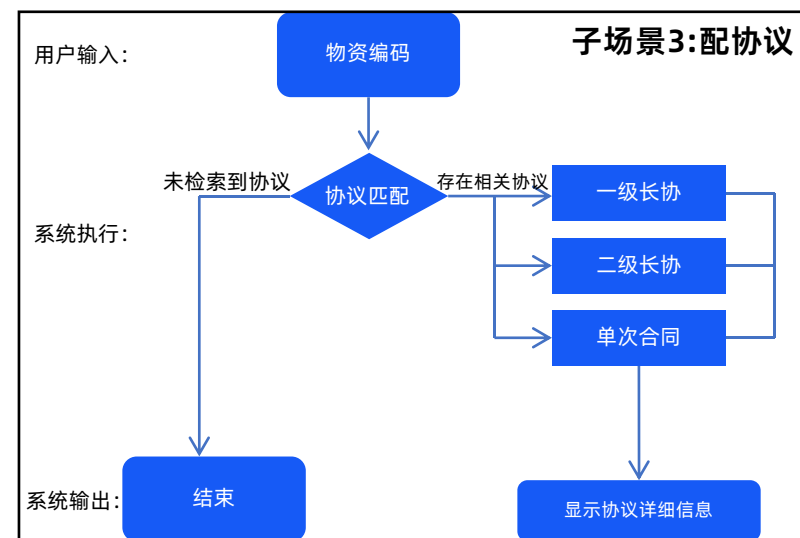 子场景3:配协议
用户输入：
物资编码
未检索到协议
协议匹配
存在相关协议
一级长协
系统执行：
二级长协
单次合同
系统输出：
结束
显示协议详细信息